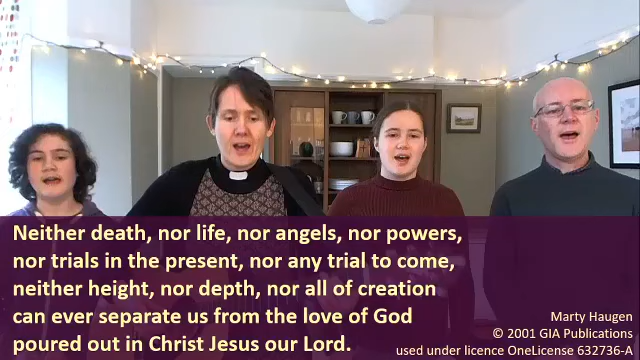 Neither death, nor life, nor angels, nor powers,
nor trials in the present, nor any trial to come,
neither height, nor depth, nor all of creation
can ever separate us from the love of God
poured out in Christ Jesus our Lord.
Marty Haugen
© 2001 GIA Publications
used under licence OneLicense 632736-A